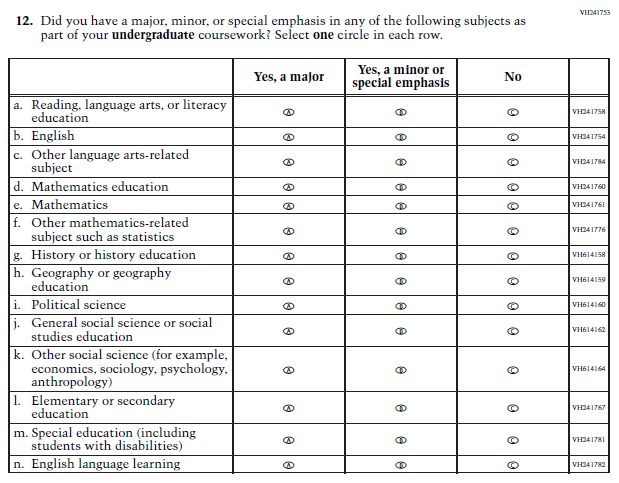 VH241753
12. Did you have a major, minor, or special emphasis in any of the following subjects as
part of your undergraduate coursework? Select one circle in each row.
Yes, a major
Yes, a minor or
special emphasis
No
a. Reading, language arts, or literacy
education
Ⓐ Ⓑ Ⓒ VH241758
b. English Ⓐ Ⓑ Ⓒ VH241754
c. Other language arts-related
subject
Ⓐ Ⓑ Ⓒ VH241784
d. Mathematics education Ⓐ Ⓑ Ⓒ VH241760
e. Mathematics Ⓐ Ⓑ Ⓒ VH241761
f. Other mathematics-related
subject such as statistics
Ⓐ Ⓑ Ⓒ VH241776
g. History or history education Ⓐ Ⓑ Ⓒ VH614158
h. Geography or geography
education
Ⓐ Ⓑ Ⓒ VH614159
i. Political science Ⓐ Ⓑ Ⓒ VH614160
j. General social science or social
studies education
Ⓐ Ⓑ Ⓒ VH614162
k. Other social science (for example,
economics, sociology, psychology,
anthropology)
Ⓐ Ⓑ Ⓒ VH614164
l. Elementary or secondary
education
Ⓐ Ⓑ Ⓒ VH241767
m. Special education (including
students with disabilities)
Ⓐ Ⓑ Ⓒ VH241781
n. English language learning Ⓐ Ⓑ Ⓒ VH241782